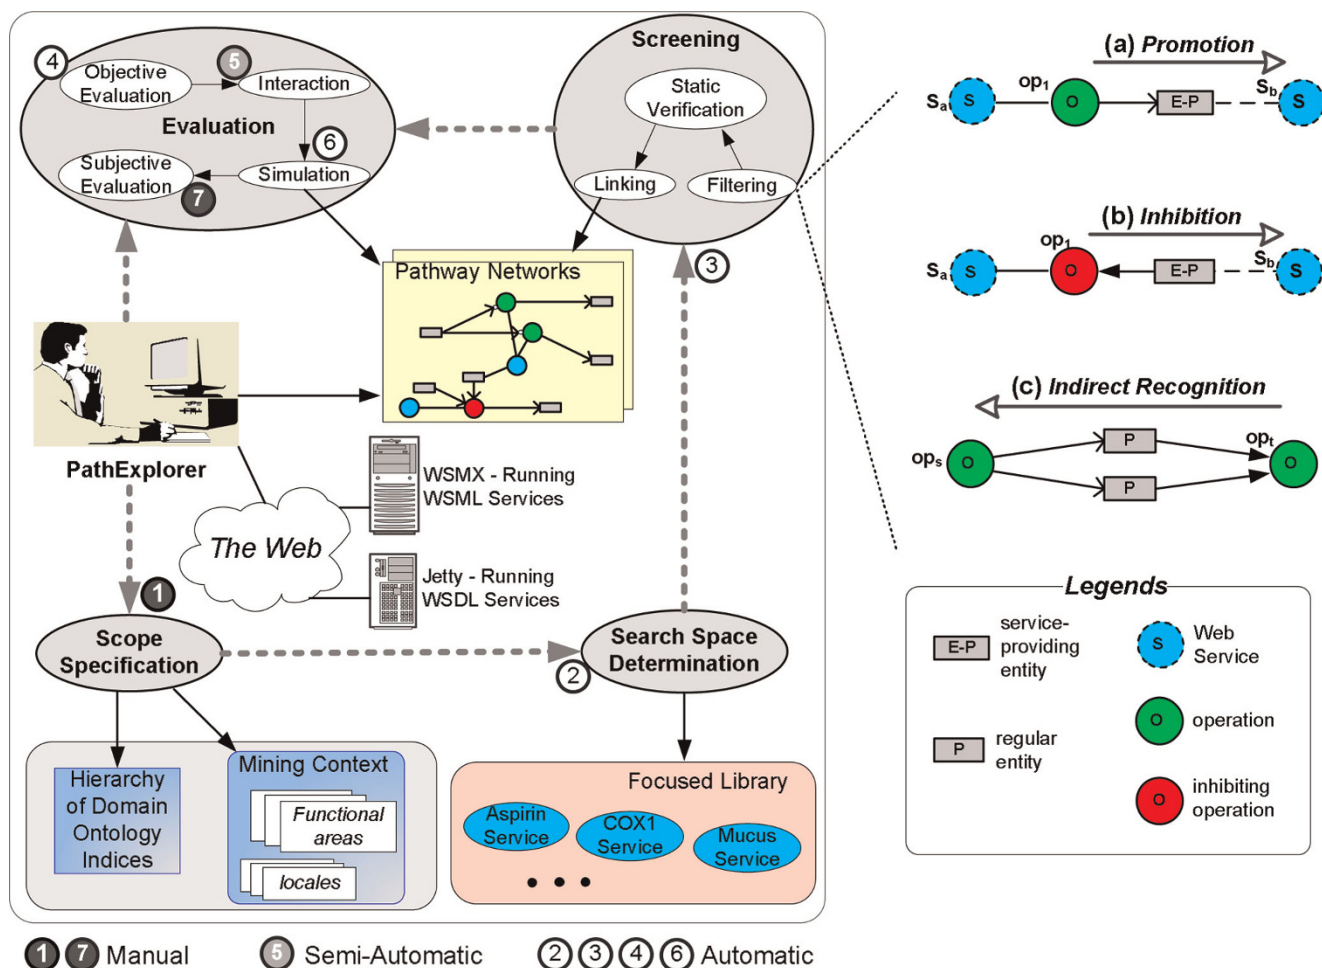 4
Objective
Evaluation
5
Interaction
Evaluation
6
Subjective
Evaluation
7
Simulation
Screening
Static
Verification
Linking
Filtering
3
Pathway Networks
PathExplorer
The Web
WSMX - Running
WSML Services
Jetty - Running
WSDL Services
1
Scope
Specification
2
Search Space
Determination
Hierarchy
of Domain
Ontology
Indices
Mining Context
Functional
areas
locales
Focused Library
Aspirin
Service
COX1
Service
Mucus
Service
• • •
1 7 Manual
5 Semi-Automatic
2 3 4 6 Automatic
(a) Promotion
Sa S op1 O E-P Sb S
(b) Inhibition
Sa S op1 O E-P Sb S
(c) Indirect Recognition
ops O P P opt O
Legends
E-P
service-
providing
entity
S
Web
Service
O
operation
P
regular
entity
O
inhibiting
operation